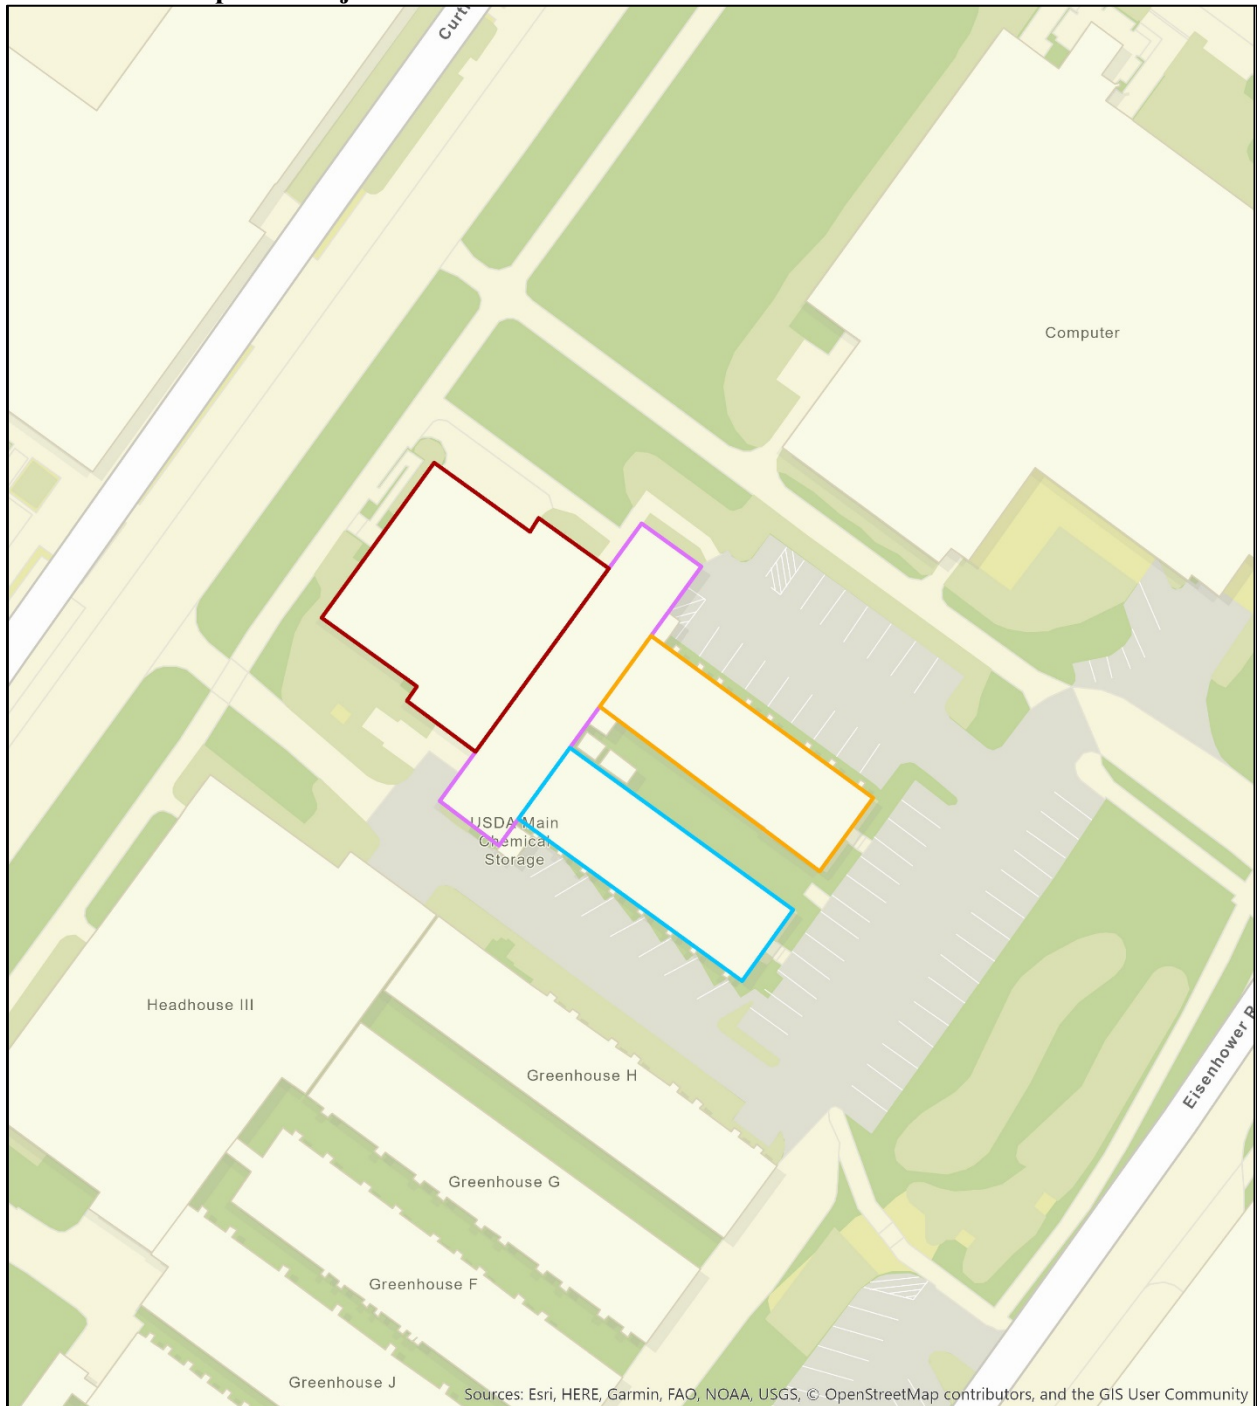 Computer
USDA Main
Chemical
Storage
Headhouse III
Greenhouse H
Eisenhower R
Greenhouse G
Greenhouse F
Greenhouse J
Sources: Esri, HERE, Garmin, FAO, NOAA, USGS, © OpenStreetMap contributors, and the GIS User Community